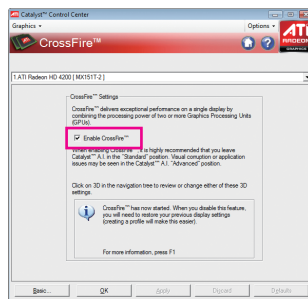 Catalyst™ Control Center
Graphics ▾
Options ▾
CrossFire™
ATI
RADEON
GRAPHICS
1.ATI Radeon HD 4200 [MX151T-2]
CrossFire™ Settings
CrossFire™ delivers exceptional performance on a single display by
combining the processing power of two or more Graphics Processing Units
(GPUs).
Enable CrossFire™
When enabling CrossFire™, it is highly recommended that you leave
Catalyst™ A.I. in the "Standard" position. Visual corruption or application
issues may be seen in the Catalyst™ A.I. "Advanced" position.
Click on 3D in the navigation tree to review or change either of these 3D
settings.
CrossFire™ has now started. When you disable this feature,
you will need to restore your previous display settings
(creating a profile will make this easier).
For more information, press F1
Basic...
OK
Apply
Discard
Defaults